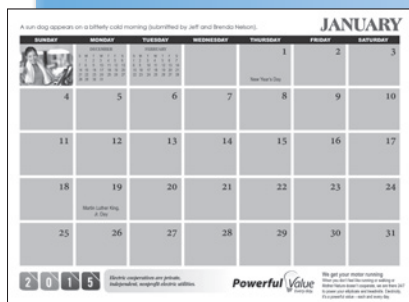 A sun dog appears on a bitterly cold morning (submitted by Jeff and Brenda Nelson).
JANUARY
SUNDAY MONDAY TUESDAY WEDNESDAY THURSDAY FRIDAY SATURDAY
1 2 3
New Year's Day
4 5 6 7 8 9 10
11 12 13 14 15 16 17
18 19 20 21 22 23 24
Martin Luther King,
Jr. Day
25 26 27 28 29 30 31
2015
Electric cooperatives are private,
independent, nonprofit electric utilities.
Powerful Value
Every day.
We get your motor running